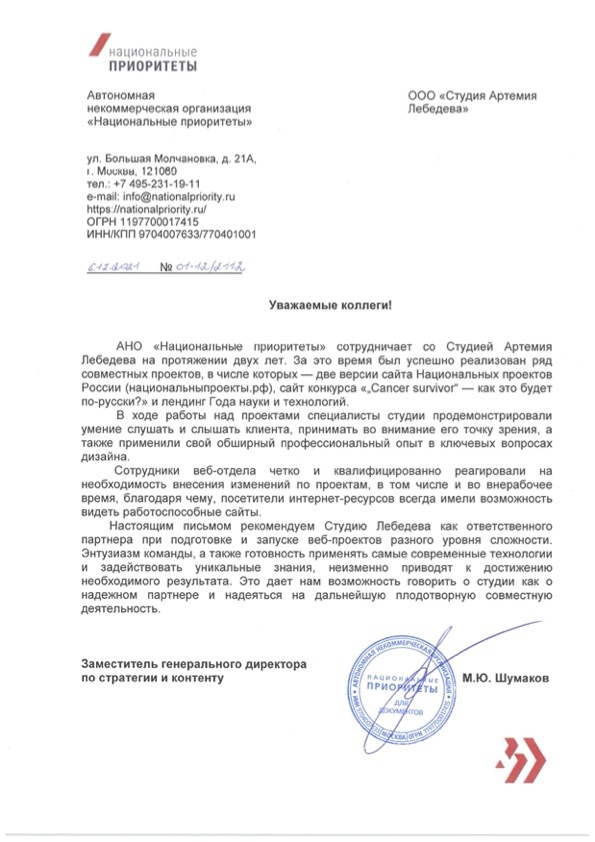 национальные
ПРИОРИТЕТЫ
Автономная
некоммерческая организация
«Национальные приоритеты»
ООО «Студия Артемия
Лебедева»
ул. Большая Молчановка, д. 21А,
г. Москва, 121069
тел.: +7 495-231-19-11
e-mail: info@nationalpriority.ru
https://nationalpriority.ru/
ОГРН 1197700017415
ИНН/КПП 9704007633/770401001
6.12.2021 № 01-12/2112
Уважаемые коллеги!
АНО «Национальные приоритеты» сотрудничает со Студией Артемия
Лебедева на протяжении двух лет. За это время был успешно реализован ряд
совместных проектов, в числе которых — две версии сайта Национальных проектов
России (национальныпроекты.рф), сайт конкурса «„Cancer survivor“ — как это будет
по-русски?» и лендинг Года науки и технологий.
В ходе работы над проектами специалисты студии продемонстрировали
умение слушать и слышать клиента, принимать во внимание его точку зрения, а
также применили свой обширный профессиональный опыт в ключевых вопросах
дизайна.
Сотрудники веб-отдела четко и квалифицированно реагировали на
необходимость внесения изменений по проектам, в том числе и во внерабочее
время, благодаря чему, посетители интернет-ресурсов всегда имели возможность
видеть работоспособные сайты.
Настоящим письмом рекомендуем Студию Лебедева как ответственного
партнера при подготовке и запуске веб-проектов разного уровня сложности.
Энтузиазм команды, а также готовность применять самые современные технологии
и задействовать уникальные знания, неизменно приводят к достижению
необходимого результата. Это дает нам возможность говорить о студии как о
надежном партнере и надеяться на дальнейшую плодотворную совместную
деятельность.
Заместитель генерального директора
по стратегии и контенту
М.Ю. Шумаков
АВТОНОМНАЯ НЕКОММЕРЧЕСКАЯ ОРГАНИЗАЦИЯ
НАЦИОНАЛЬНЫЕ
ПРИОРИТЕТЫ
ДЛЯ
ДОКУМЕНТОВ
МОСКВА
ОГРН 1197700017415